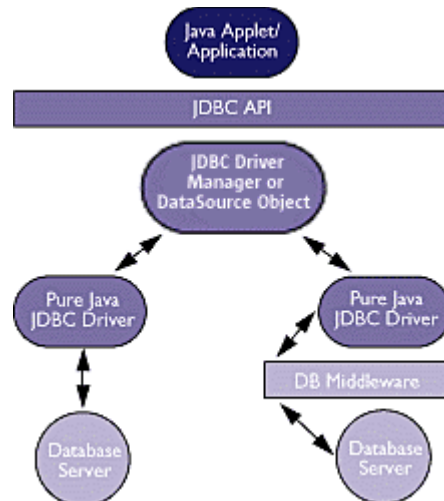 Java Applet/
Application
JDBC API
JDBC Driver
Manager or
DataSource Object
Pure Java
JDBC Driver
Pure Java
JDBC Driver
DB Middleware
Database
Server
Database
Server